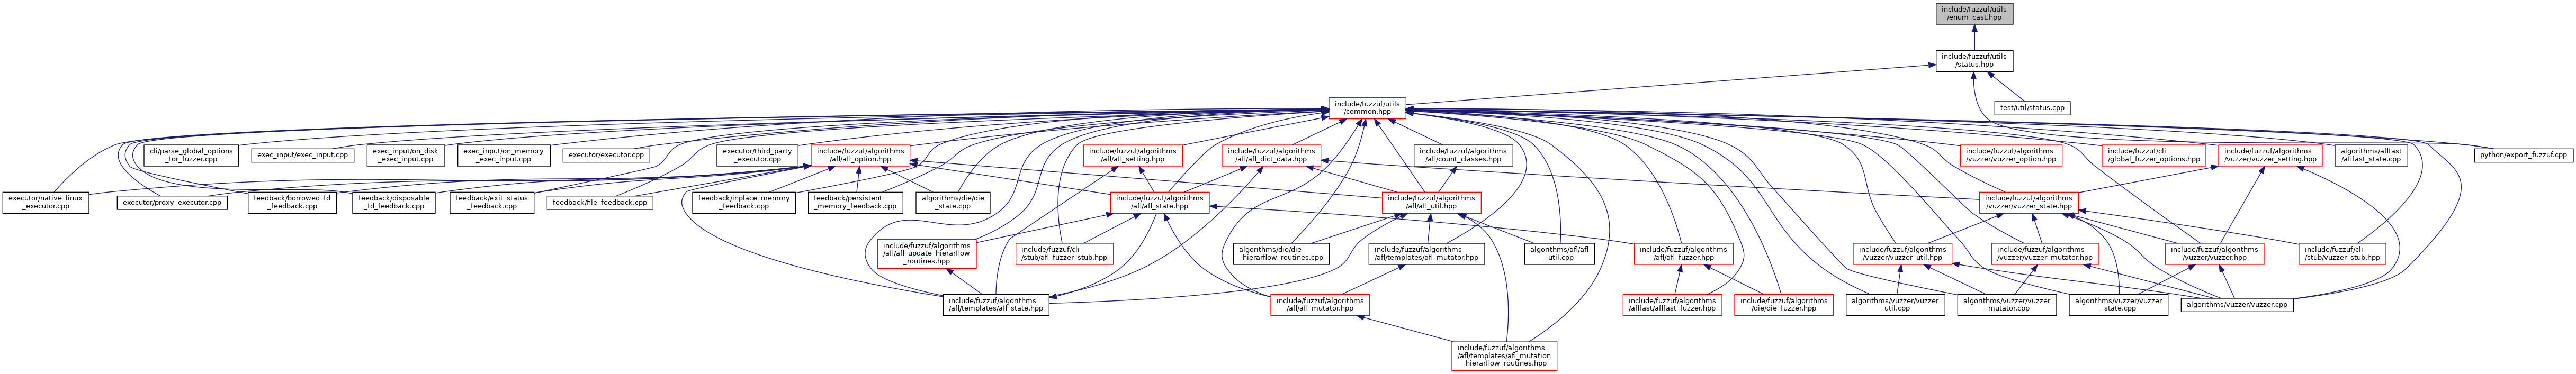 include/fuzzuf/utils
/enum_cast.hpp
include/fuzzuf/utils
/status.hpp
include/fuzzuf/utils
/common.hpp
test/util/status.cpp
cli/parse_global_options
_for_fuzzer.cpp
exec_input/exec_input.cpp
exec_input/on_disk
_exec_input.cpp
exec_input/on_memory
_exec_input.cpp
executor/executor.cpp
executor/third_party
_executor.cpp
include/fuzzuf/algorithms
/afl/afl_option.hpp
include/fuzzuf/algorithms
/afl/afl_setting.hpp
include/fuzzuf/algorithms
/afl/afl_dict_data.hpp
include/fuzzuf/algorithms
/afl/count_classes.hpp
include/fuzzuf/algorithms
/vuzzer/vuzzer_option.hpp
include/fuzzuf/cli
/global_fuzzer_options.hpp
include/fuzzuf/algorithms
/vuzzer/vuzzer_setting.hpp
algorithms/aflfast
/aflfast_state.cpp
python/export_fuzzuf.cpp
executor/native_linux
_executor.cpp
executor/proxy_executor.cpp
feedback/borrowed_fd
_feedback.cpp
feedback/disposable
_fd_feedback.cpp
feedback/exit_status
_feedback.cpp
feedback/file_feedback.cpp
feedback/inplace_memory
_feedback.cpp
feedback/persistent
_memory_feedback.cpp
algorithms/die/die
_state.cpp
include/fuzzuf/algorithms
/afl/afl_state.hpp
include/fuzzuf/algorithms
/afl/afl_util.hpp
include/fuzzuf/algorithms
/vuzzer/vuzzer_state.hpp
include/fuzzuf/algorithms
/afl/afl_update_hierarflow
_routines.hpp
include/fuzzuf/cli
/stub/afl_fuzzer_stub.hpp
algorithms/die/die
_hierarflow_routines.cpp
include/fuzzuf/algorithms
/afl/templates/afl_mutator.hpp
algorithms/afl/afl
_util.cpp
include/fuzzuf/algorithms
/afl/afl_fuzzer.hpp
include/fuzzuf/algorithms
/vuzzer/vuzzer_util.hpp
include/fuzzuf/algorithms
/vuzzer/vuzzer_mutator.hpp
include/fuzzuf/algorithms
/vuzzer/vuzzer.hpp
include/fuzzuf/cli
/stub/vuzzer_stub.hpp
include/fuzzuf/algorithms
/afl/templates/afl_state.hpp
include/fuzzuf/algorithms
/afl/afl_mutator.hpp
include/fuzzuf/algorithms
/aflfast/aflfast_fuzzer.hpp
include/fuzzuf/algorithms
/die/die_fuzzer.hpp
algorithms/vuzzer/vuzzer
_util.cpp
algorithms/vuzzer/vuzzer
_mutator.cpp
algorithms/vuzzer/vuzzer
_state.cpp
algorithms/vuzzer/vuzzer.cpp
include/fuzzuf/algorithms
/afl/templates/afl_mutation
_hierarflow_routines.hpp